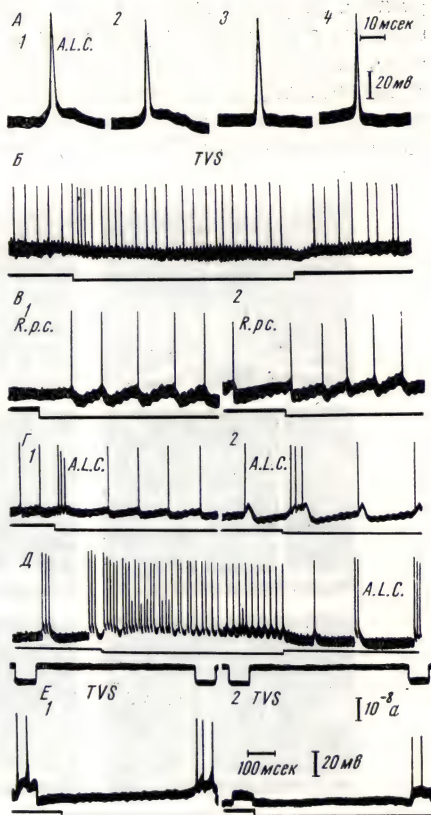 А 2 3 4 10 мсек
1 A.L.C.
20 мв
Б TVS
В 2
1
R.p.c. R.p.c.
Г 2
1 A.L.C. A.L.C.
Д
A.L.C.
Е TVS 2 TVS 10⁻⁸ а
1
100 мсек 20 мв